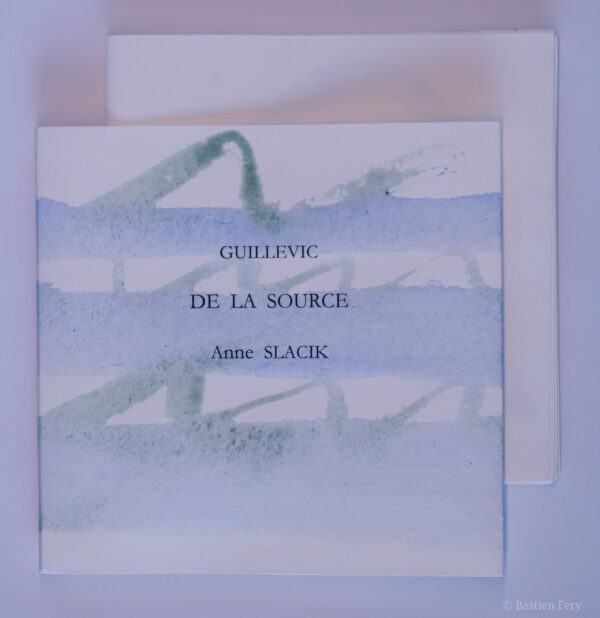 GUILLEVIC
DE LA SOURCE
Anne SLACIK
© Bastien Fery